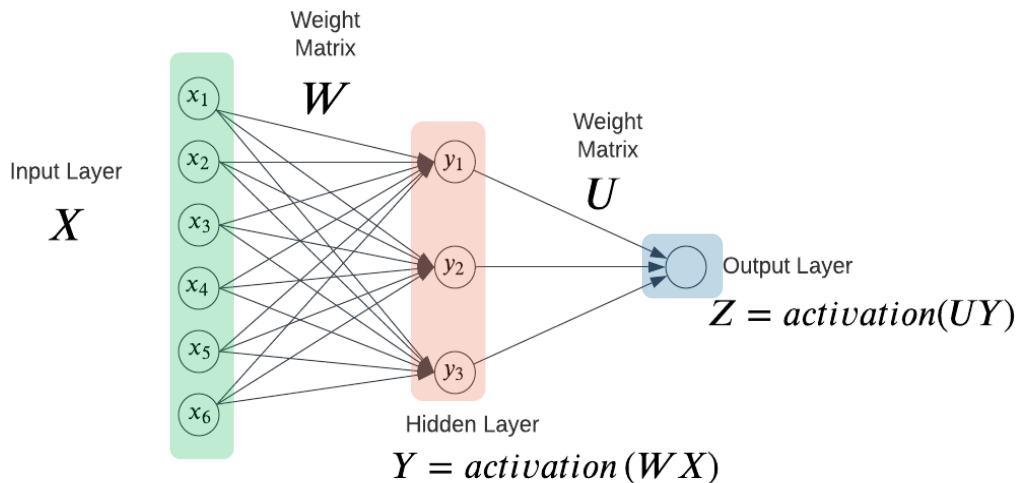 Weight
Matrix
W
Input Layer
X
x1
x2
x3
x4
x5
x6
y1
y2
y3
Weight
Matrix
U
Output Layer
Z = activation(UY)
Hidden Layer
Y = activation (WX)